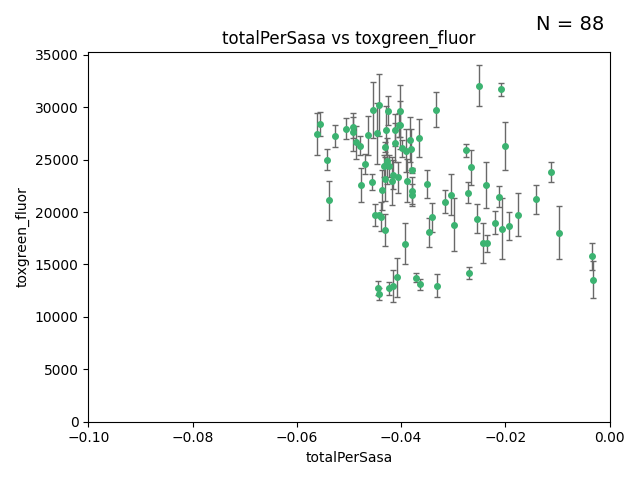 N = 88
totalPerSasa vs toxgreen_fluor
35000
30000
25000
20000
15000
10000
5000
0
toxgreen_fluor
−0.10 −0.08 −0.06 −0.04 −0.02 0.00
totalPerSasa